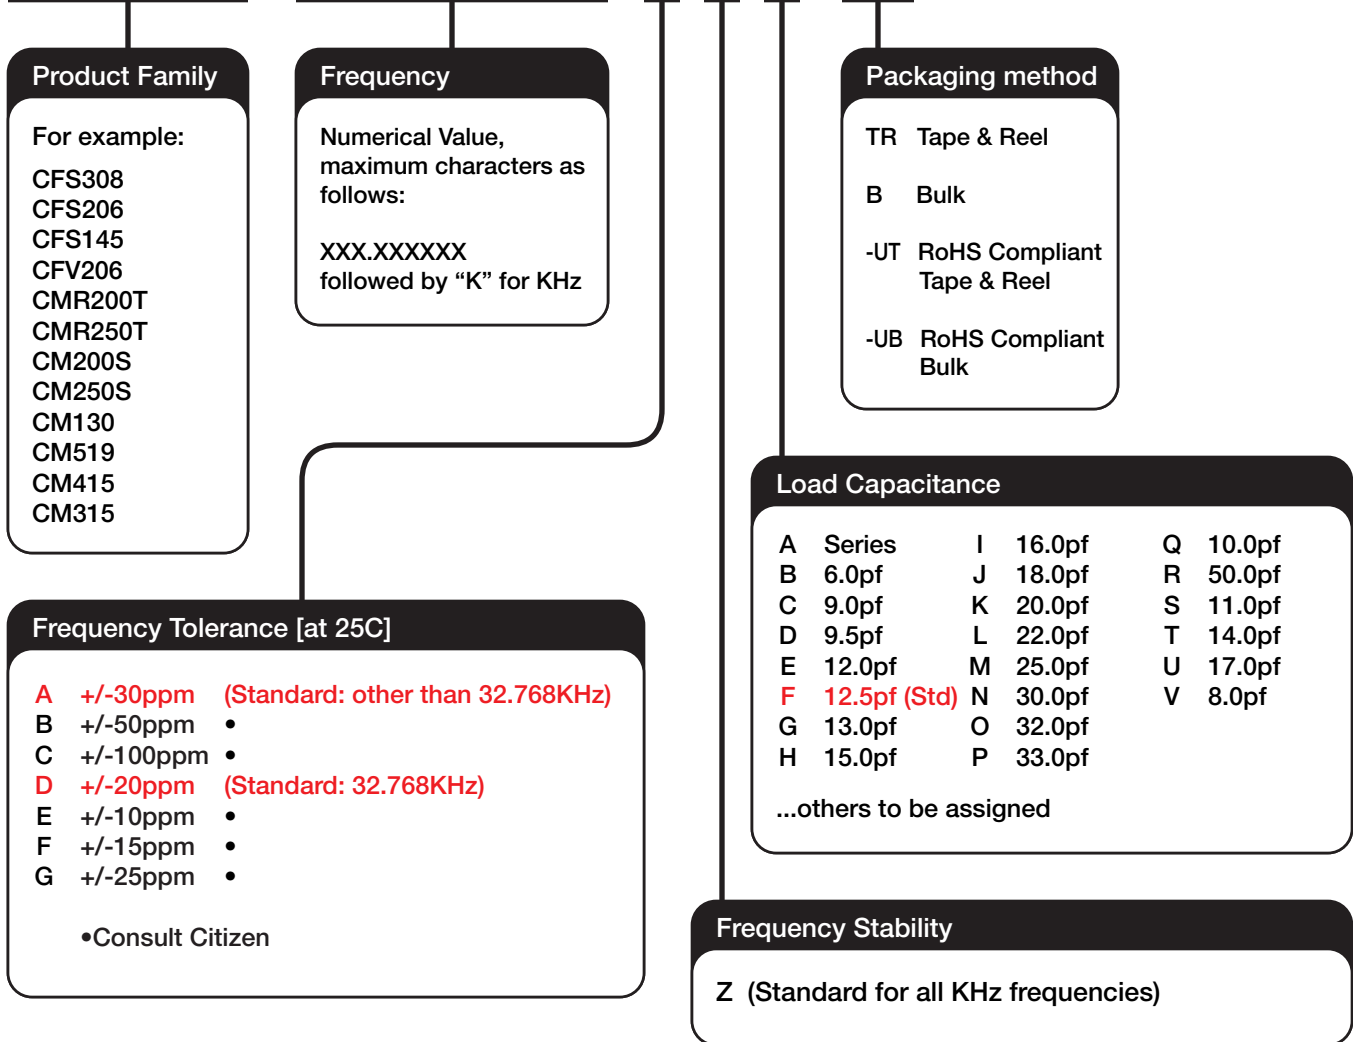 Product Family
For example:
CFS308
CFS206
CFS145
CFV206
CMR200T
CMR250T
CM200S
CM250S
CM130
CM519
CM415
CM315
Frequency
Numerical Value,
maximum characters as
follows:
XXX.XXXXXX
followed by “K” for KHz
Packaging method
TR Tape & Reel
B Bulk
-UT RoHS Compliant
Tape & Reel
-UB RoHS Compliant
Bulk
Load Capacitance
A Series I 16.0pf Q 10.0pf
B 6.0pf J 18.0pf R 50.0pf
C 9.0pf K 20.0pf S 11.0pf
D 9.5pf L 22.0pf T 14.0pf
E 12.0pf M 25.0pf U 17.0pf
F 12.5pf (Std) N 30.0pf V 8.0pf
G 13.0pf O 32.0pf
H 15.0pf P 33.0pf
...others to be assigned
Frequency Tolerance [at 25C]
A +/-30ppm (Standard: other than 32.768KHz)
B +/-50ppm •
C +/-100ppm •
D +/-20ppm (Standard: 32.768KHz)
E +/-10ppm •
F +/-15ppm •
G +/-25ppm •
•Consult Citizen
Frequency Stability
Z (Standard for all KHz frequencies)